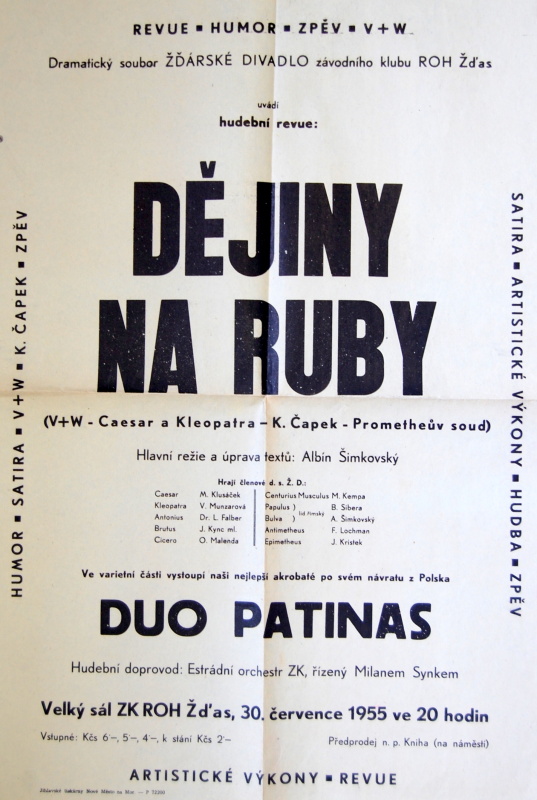 REVUE ▪ HUMOR ▪ ZPĚV ▪ V+W
Dramatický soubor ŽĎÁRSKÉ DIVADLO závodního klubu ROH Žďas
uvádí
hudební revue:
DĚJINY
NA RUBY
(V+W - Caesar a Kleopatra – K. Čapek - Prometheův soud)
Hlavní režie a úprava textů: Albín Šimkovský
Hrají členové d. s. Ž. D.:
Caesar M. Klusáček
Kleopatra V. Munzarová
Antonius Dr. L. Falber
Brutus J. Kync ml.
Cicero O. Malenda
Centurius Musculus M. Kempa
Papulus ) lid římský B. Sibera
Bulva ) A. Šimkovský
Antimetheus F. Lochman
Epimetheus J. Kristek
Ve varietní části vystoupí naši nejlepší akrobaté po svém návratu z Polska
DUO PATINAS
Hudební doprovod: Estrádní orchestr ZK, řízený Milanem Synkem
Velký sál ZK ROH Žďas, 30. července 1955 ve 20 hodin
Vstupné: Kčs 6·–, 5·–, 4·–, k stání Kčs 2·–
Předprodej n. p. Kniha (na náměstí)
ARTISTICKÉ VÝKONY ▪ REVUE
HUMOR ▪ SATIRA ▪ V+W ▪ K. ČAPEK ▪ ZPĚV
SATIRA ▪ ARTISTICKÉ VÝKONY ▪ HUDBA ▪ ZPĚV